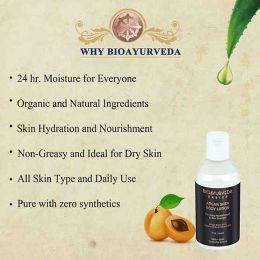 WHY BIOAYURVEDA
• 24 hr. Moisture for Everyone
• Organic and Natural Ingredients
• Skin Hydration and Nourishment
• Non-Greasy and Ideal for Dry Skin
• All Skin Type and Daily Use
• Pure with zero synthetics
BIOAYURVEDA
BODY LOTION